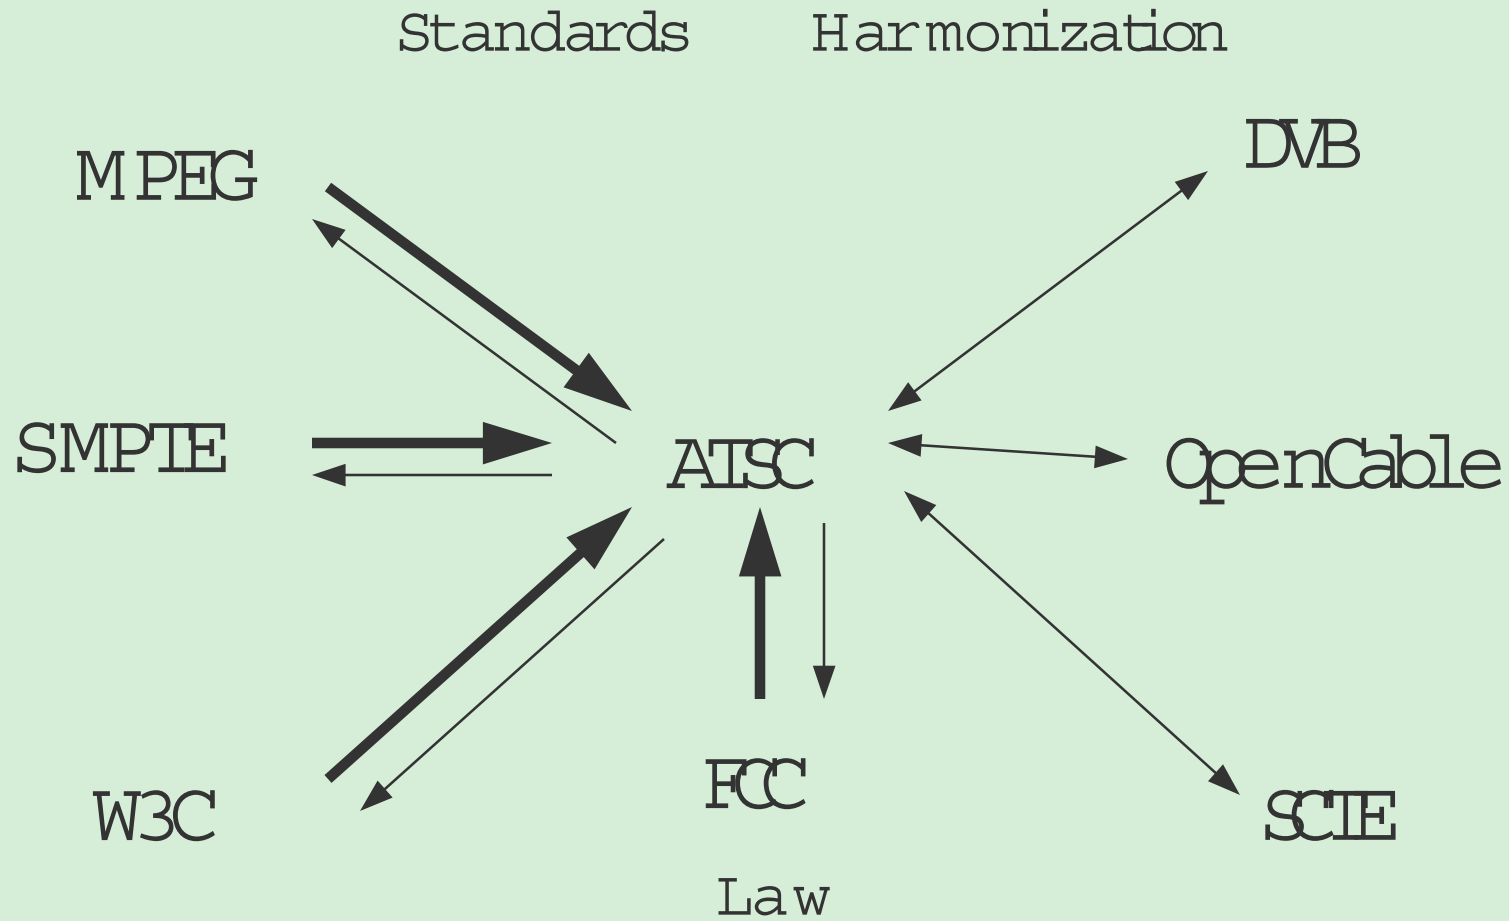 Standards Harmonization
DVB
MPEG
SMPTE
ATSC
OpenCable
FCC
W3C
SCTE
Law